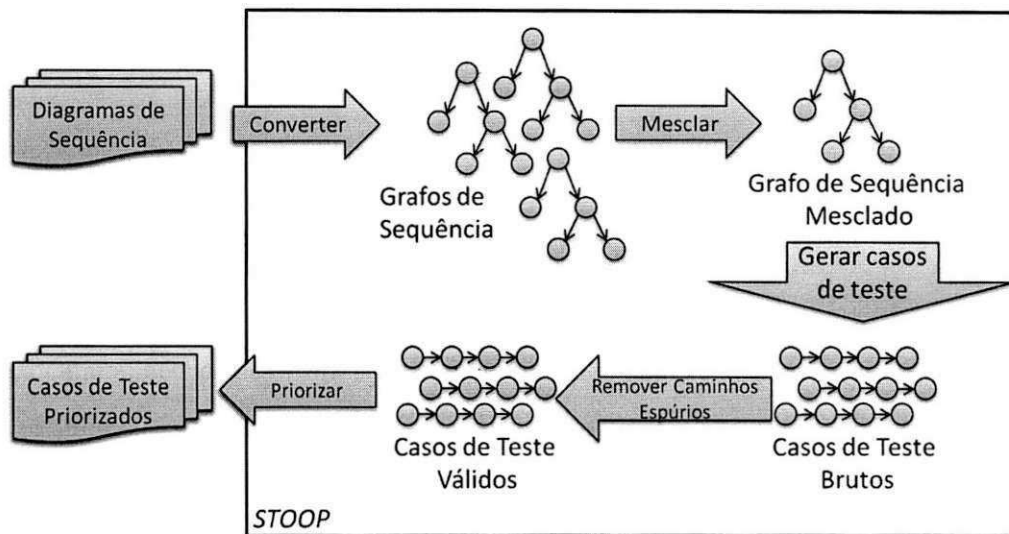 Diagramas de
Sequência
Converter
Grafos de
Sequência
Mesclar
Grafo de Sequência
Mesclado
Gerar casos
de teste
Casos de Teste
Brutos
Remover Caminhos
Espúrios
Casos de Teste
Válidos
Priorizar
Casos de Teste
Priorizados
STOOP